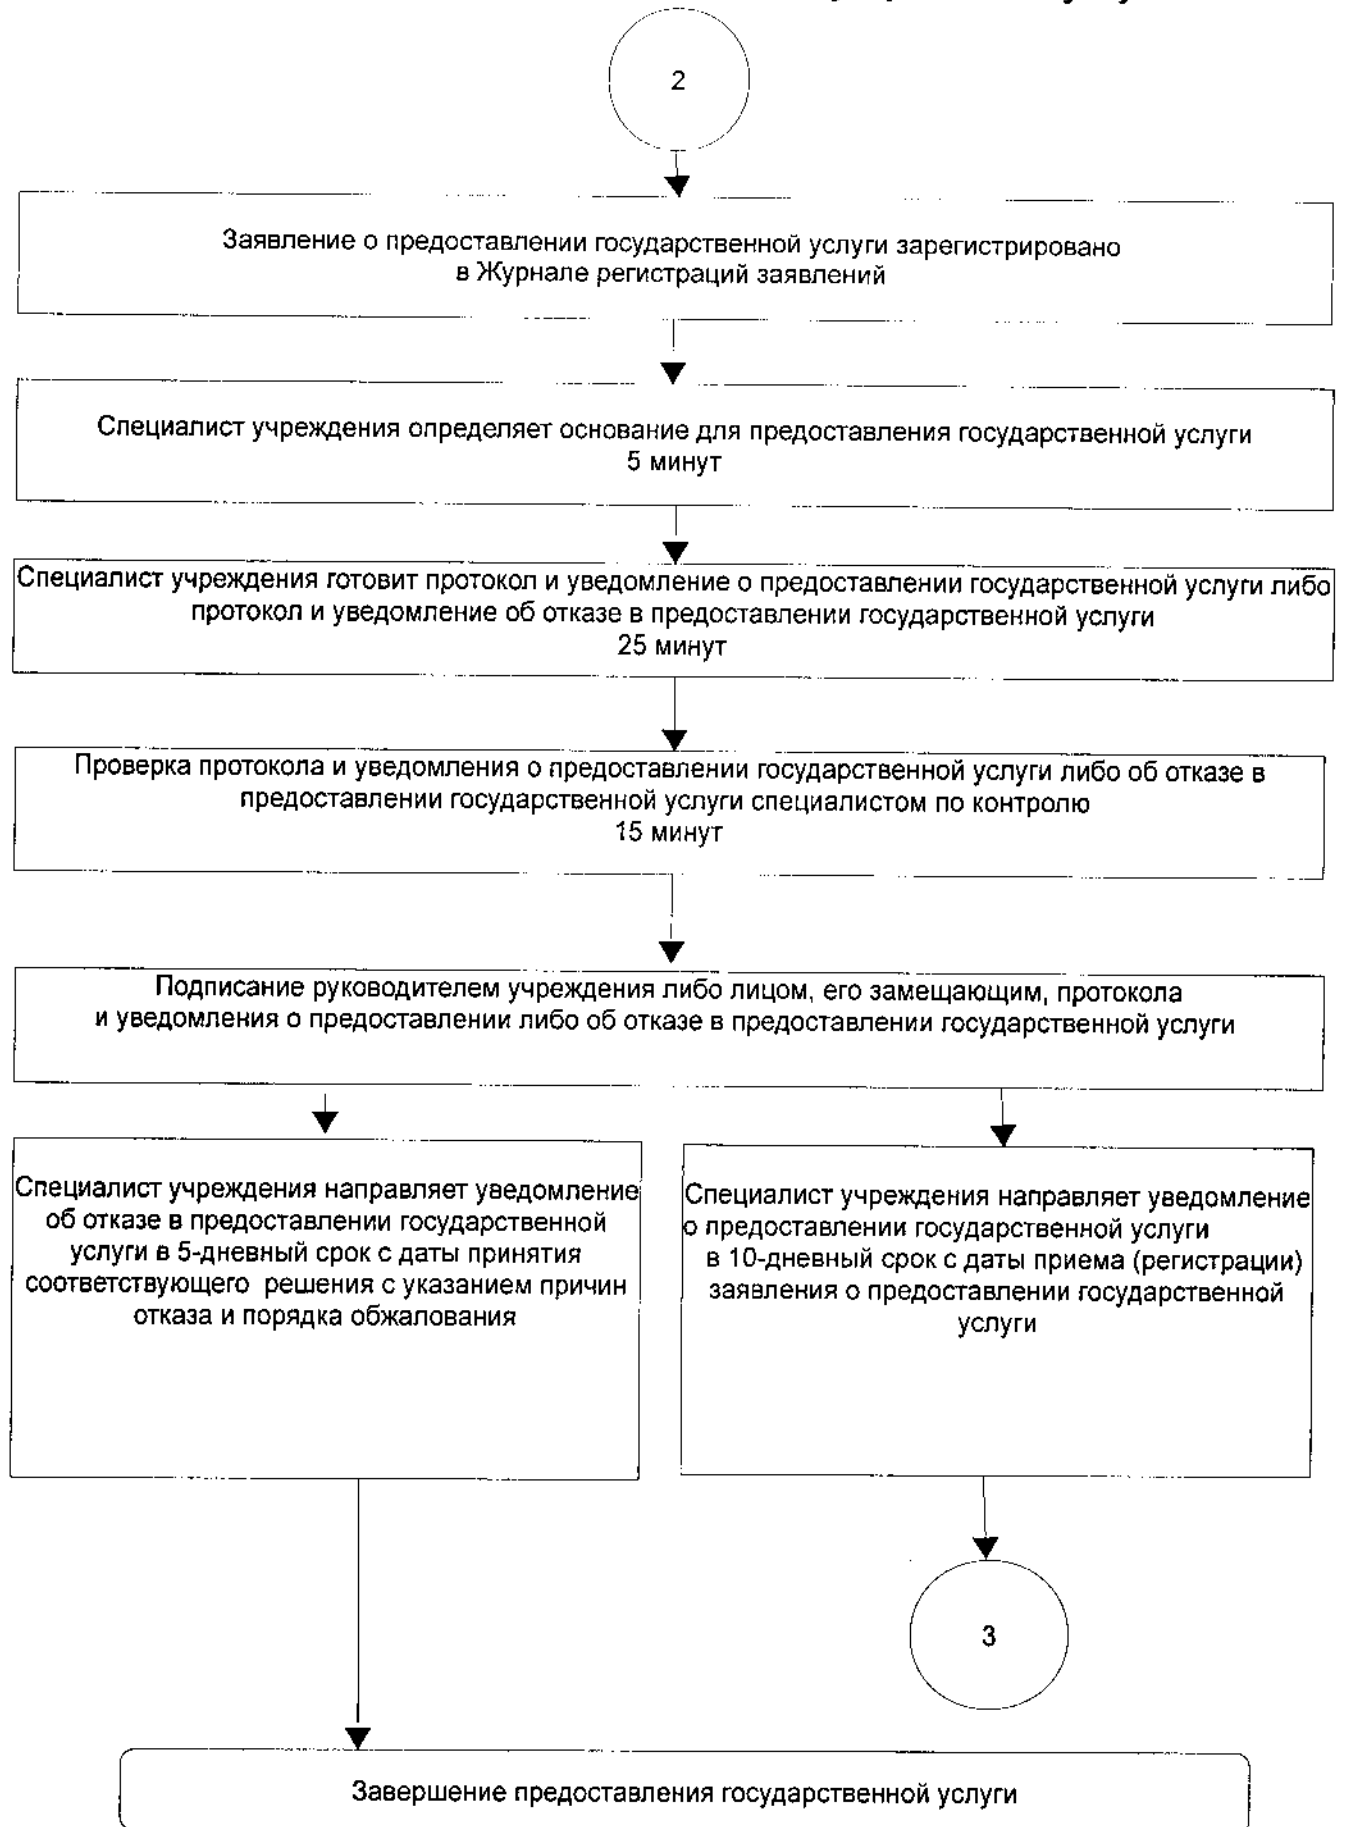 2
Заявление о предоставлении государственной услуги зарегистрировано
в Журнале регистраций заявлений
Специалист учреждения определяет основание для предоставления государственной услуги
5 минут
Специалист учреждения готовит протокол и уведомление о предоставлении государственной услуги либо
протокол и уведомление об отказе в предоставлении государственной услуги
25 минут
Проверка протокола и уведомления о предоставлении государственной услуги либо об отказе в
предоставлении государственной услуги специалистом по контролю
15 минут
Подписание руководителем учреждения либо лицом, его замещающим, протокола
и уведомления о предоставлении либо об отказе в предоставлении государственной услуги
Специалист учреждения направляет уведомление
об отказе в предоставлении государственной
услуги в 5-дневный срок с даты принятия
соответствующего решения с указанием причин
отказа и порядка обжалования
Специалист учреждения направляет уведомление
о предоставлении государственной услуги
в 10-дневный срок с даты приема (регистрации)
заявления о предоставлении государственной
услуги
3
Завершение предоставления государственной услуги